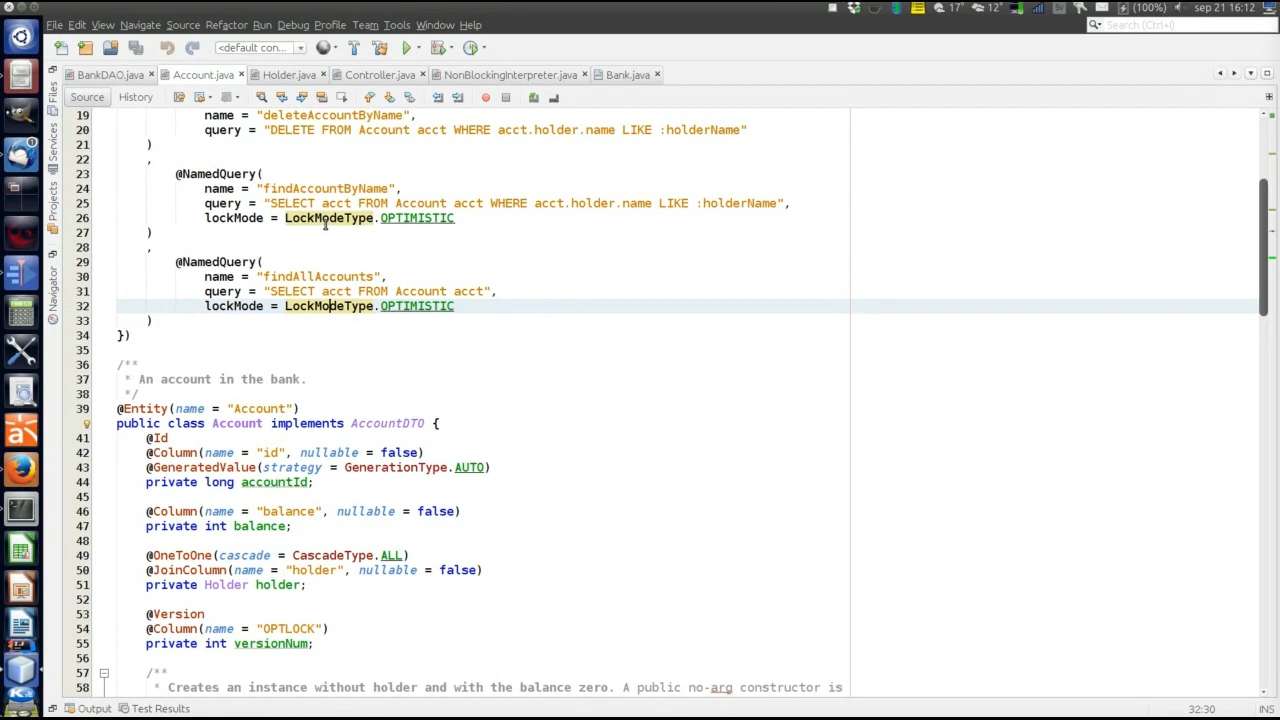 17° 12° (100%) sep 21 16:12
File Edit View Navigate Source Refactor Run Debug Profile Team Tools Window Help
Search (Ctrl+I)
<default con...
BankDAO.java Account.java Holder.java Controller.java NonBlockingInterpreter.java Bank.java
Source History
Files
Services
Projects
Navigator
19 name = "deleteAccountByName",
20 query = "DELETE FROM Account acct WHERE acct.holder.name LIKE :holderName"
21 )
22 ,
23 @NamedQuery(
24 name = "findAccountByName",
25 query = "SELECT acct FROM Account acct WHERE acct.holder.name LIKE :holderName",
26 lockMode = LockModeType.OPTIMISTIC
27 )
28 ,
29 @NamedQuery(
30 name = "findAllAccounts",
31 query = "SELECT acct FROM Account acct",
32 lockMode = LockModeType.OPTIMISTIC
33 )
34 })
35
36 /**
37 * An account in the bank.
38 */
39 @Entity(name = "Account")
public class Account implements AccountDTO {
41 @Id
42 @Column(name = "id", nullable = false)
43 @GeneratedValue(strategy = GenerationType.AUTO)
44 private long accountId;
45
46 @Column(name = "balance", nullable = false)
47 private int balance;
48
49 @OneToOne(cascade = CascadeType.ALL)
50 @JoinColumn(name = "holder", nullable = false)
51 private Holder holder;
52
53 @Version
54 @Column(name = "OPTLOCK")
55 private int versionNum;
56
57 /**
58 * Creates an instance without holder and with the balance zero. A public no-arg constructor is
Output Test Results 32:30 INS